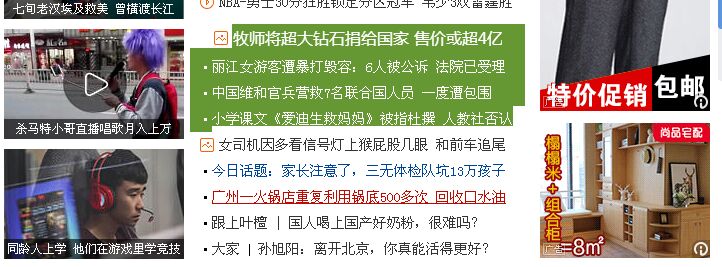 七旬老汉埃及救美 曾横渡长江
杀马特小哥直播唱歌月入上万
同龄人上学 他们在游戏里学竞技
NBA-勇士30分狂胜锁定分区冠军 韦少3双雷霆胜
牧师将超大钻石捐给国家 售价或超4亿
丽江女游客遭暴打毁容：6人被公诉 法院已受理
中国维和官兵营救7名联合国人员 一度遭包围
小学课文《爱迪生救妈妈》被指杜撰 人教社否认
女司机因多看信号灯上猴屁股几眼 和前车追尾
今日话题：家长注意了，三无体检队坑13万孩子
广州一火锅店重复利用锅底500多次 回收口水油
跟上叶檀 | 国人喝上国产好奶粉，很难吗？
大家 | 孙旭阳：离开北京，你真能活得更好？
特价促销 包邮
广告
尚品宅配
榻榻米+组合柜
=8㎡
广告